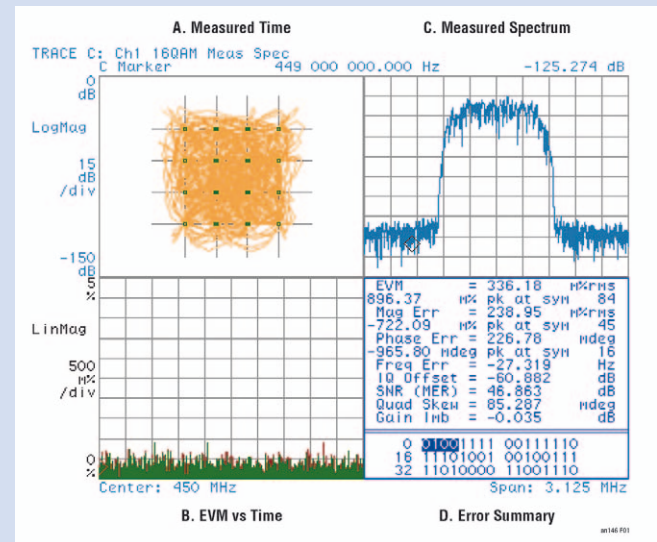 A. Measured Time
C. Measured Spectrum
TRACE C: Ch1 16QAM Meas Spec
C Marker 449 000 000.000 Hz -125.274 dB
0
dB
LogMag
15
dB
/div
-150
dB
5
%
LinMag
500
m%
/div
0
%
EVM = 336.18 m%rms
896.37 m% pk at sym 84
Mag Err = 238.95 m%rms
-722.09 m% pk at sym 45
Phase Err = 226.78 mdeg
-965.80 mdeg pk at sym 16
Freq Err = -27.319 Hz
IQ Offset = -60.882 dB
SNR (MER) = 46.863 dB
Quad Skew = 85.287 mdeg
Gain Imb = -0.035 dB
0 01001111 00111110
16 11101001 00100111
32 11010000 11001110
Center: 450 MHz
Span: 3.125 MHz
B. EVM vs Time
D. Error Summary
an146 F01